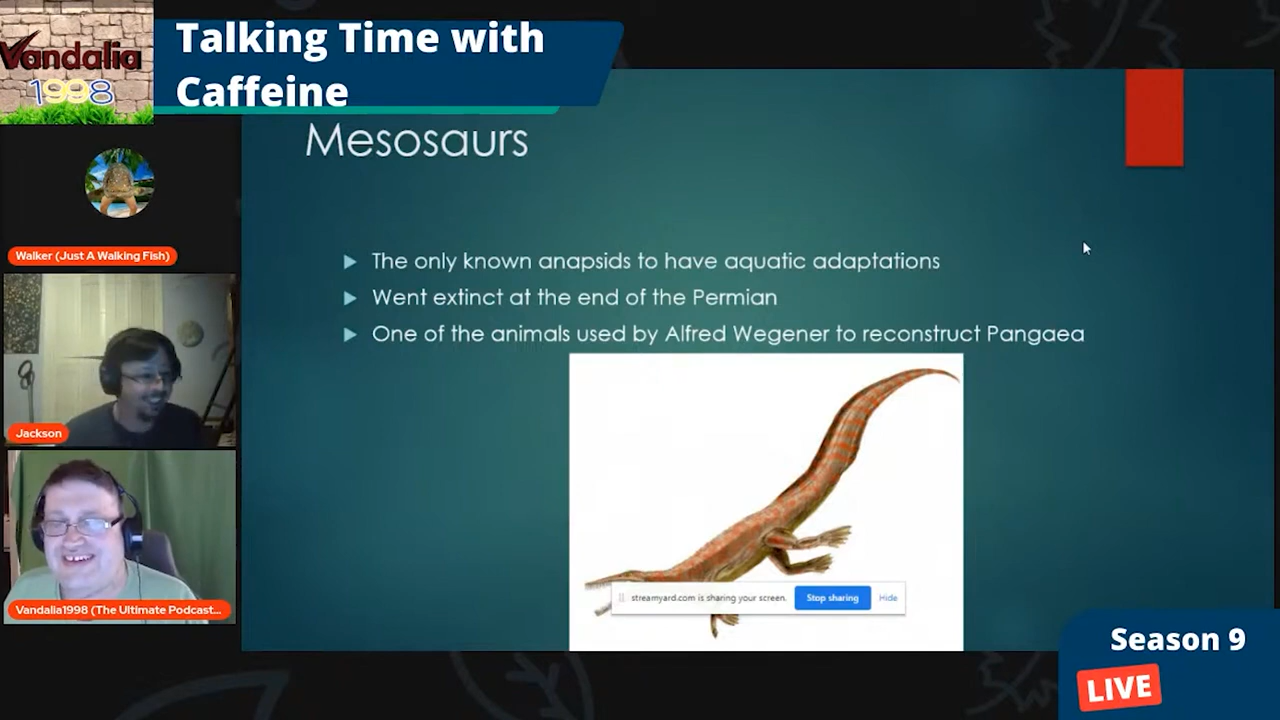 Vandalia
1998
Talking Time with
Caffeine
Mesosaurs
The only known anapsids to have aquatic adaptations
Went extinct at the end of the Permian
One of the animals used by Alfred Wegener to reconstruct Pangaea
Walker (Just A Walking Fish)
Jackson
Vandalia1998 (The Ultimate Podcast...
streamyard.com is sharing your screen.
Stop sharing
Hide
Season 9
LIVE